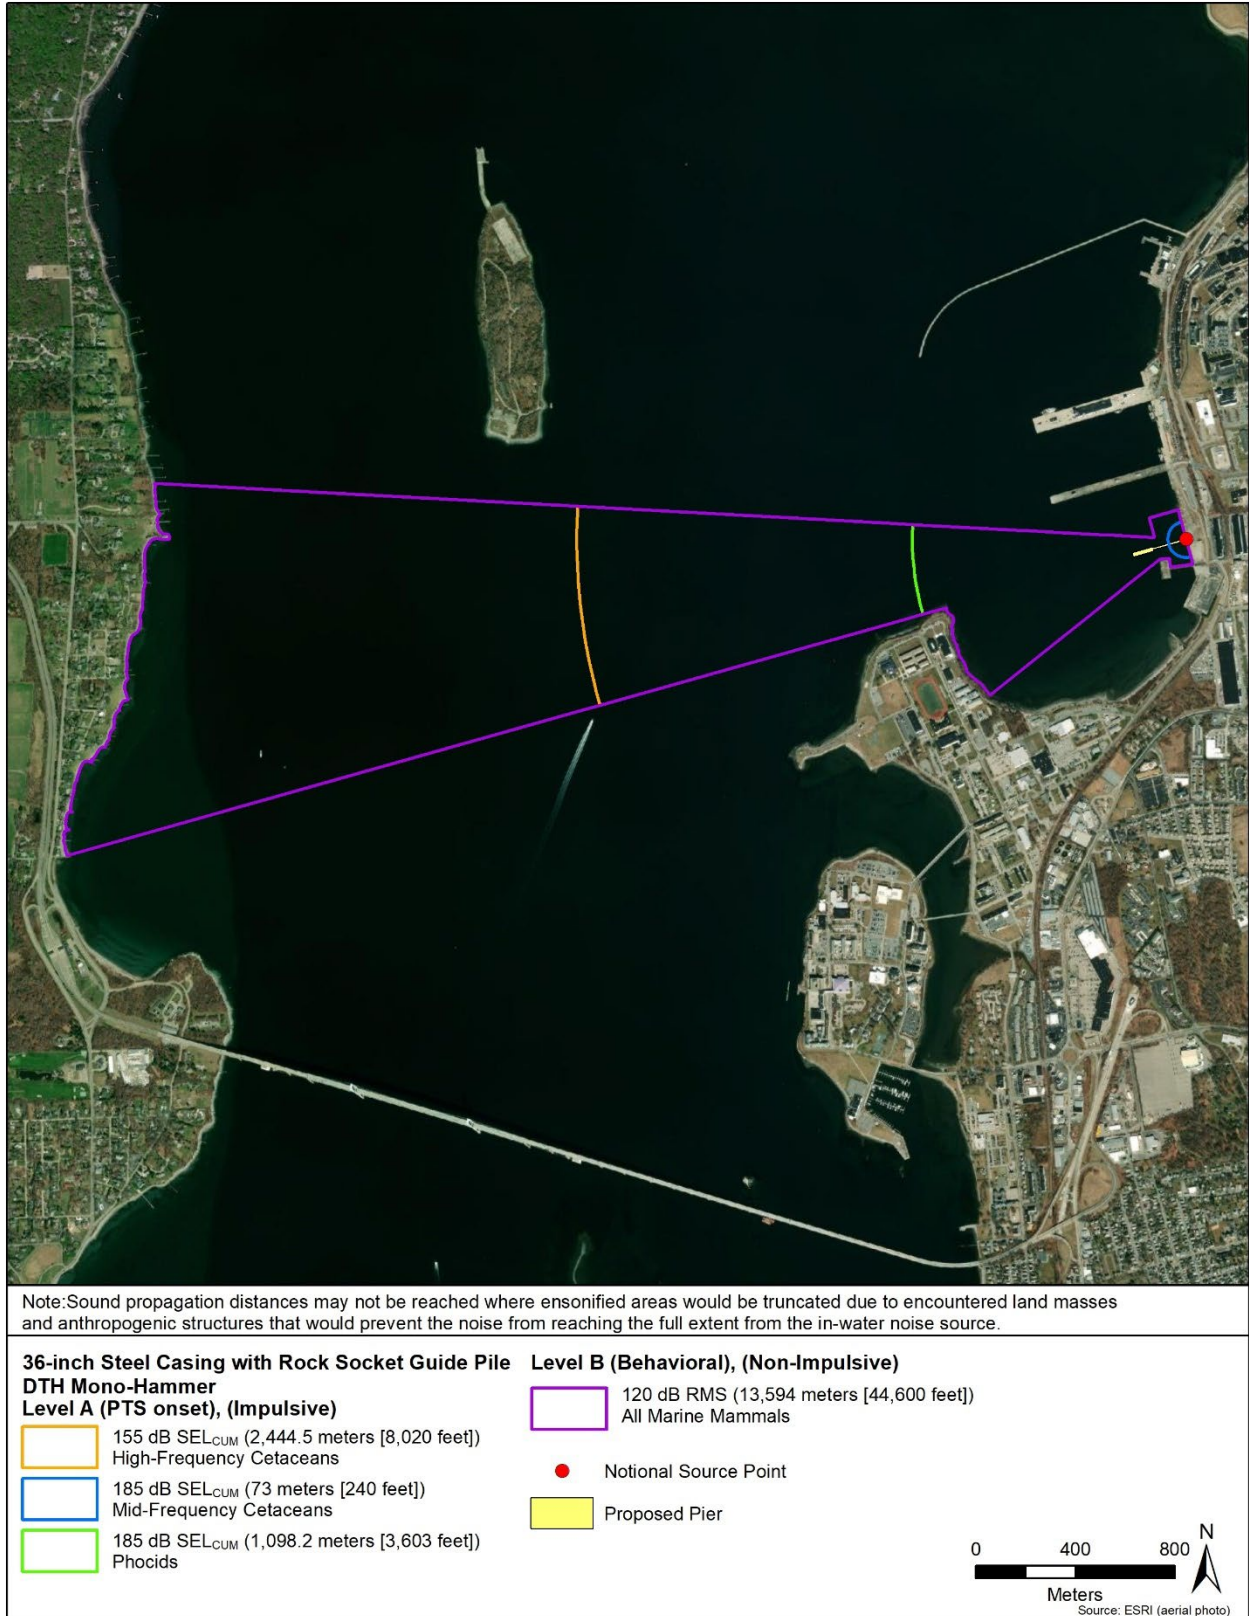 Note:Sound propagation distances may not be reached where ensonified areas would be truncated due to encountered land masses
and anthropogenic structures that would prevent the noise from reaching the full extent from the in-water noise source.
36-inch Steel Casing with Rock Socket Guide Pile
DTH Mono-Hammer
Level A (PTS onset), (Impulsive)
155 dB SELCUM (2,444.5 meters [8,020 feet])
High-Frequency Cetaceans
185 dB SELCUM (73 meters [240 feet])
Mid-Frequency Cetaceans
185 dB SELCUM (1,098.2 meters [3,603 feet])
Phocids
Level B (Behavioral), (Non-Impulsive)
120 dB RMS (13,594 meters [44,600 feet])
All Marine Mammals
Notional Source Point
Proposed Pier
N
0 400 800
Meters
Source: ESRI (aerial photo)